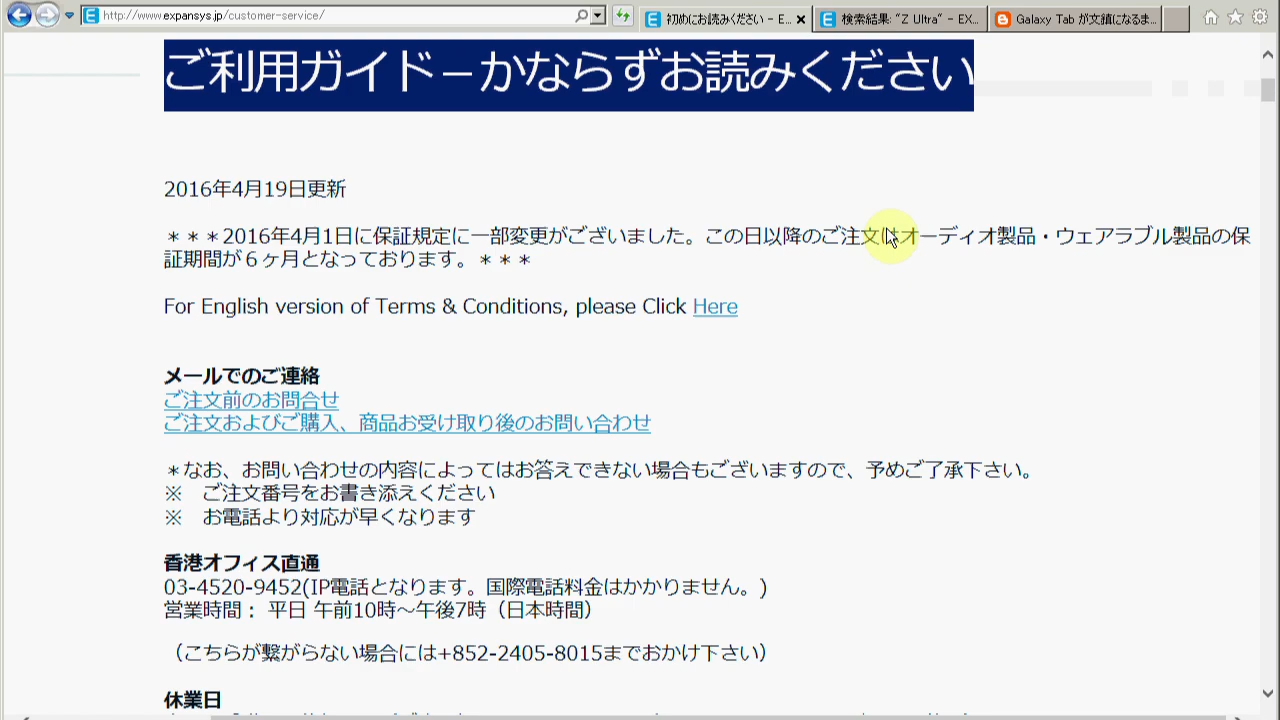 http://www.expansys.jp/customer-service/
初めにお読みください - E...
検索結果: "Z Ultra" - EX...
Galaxy Tab が文鎮になるま...
ご利用ガイド－かならずお読みください
2016年4月19日更新
＊＊＊2016年4月1日に保証規定に一部変更がございました。この日以降のご注文はオーディオ製品・ウェアラブル製品の保
証期間が６ヶ月となっております。＊＊＊
For English version of Terms & Conditions, please Click Here
メールでのご連絡
ご注文前のお問合せ
ご注文およびご購入、商品お受け取り後のお問い合わせ
＊なお、お問い合わせの内容によってはお答えできない場合もございますので、予めご了承下さい。
※　ご注文番号をお書き添えください
※　お電話より対応が早くなります
香港オフィス直通
03-4520-9452(IP電話となります。国際電話料金はかかりません。)
営業時間： 平日 午前10時～午後7時（日本時間）
（こちらが繋がらない場合には+852-2405-8015までおかけ下さい）
休業日